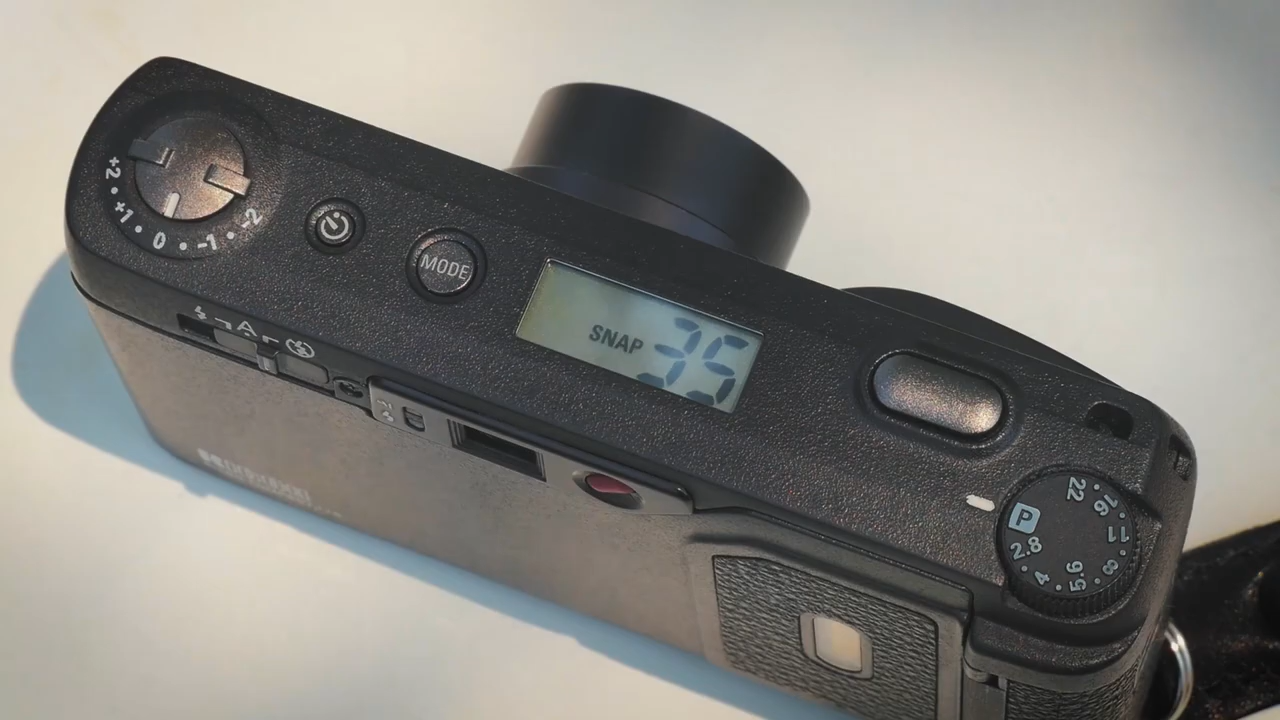 +2 • +1 • 0 • -1 • -2
MODE
A
SNAP 35
P 2.8 • 4 • 5.6 • 8 • 11 • 16 • 22